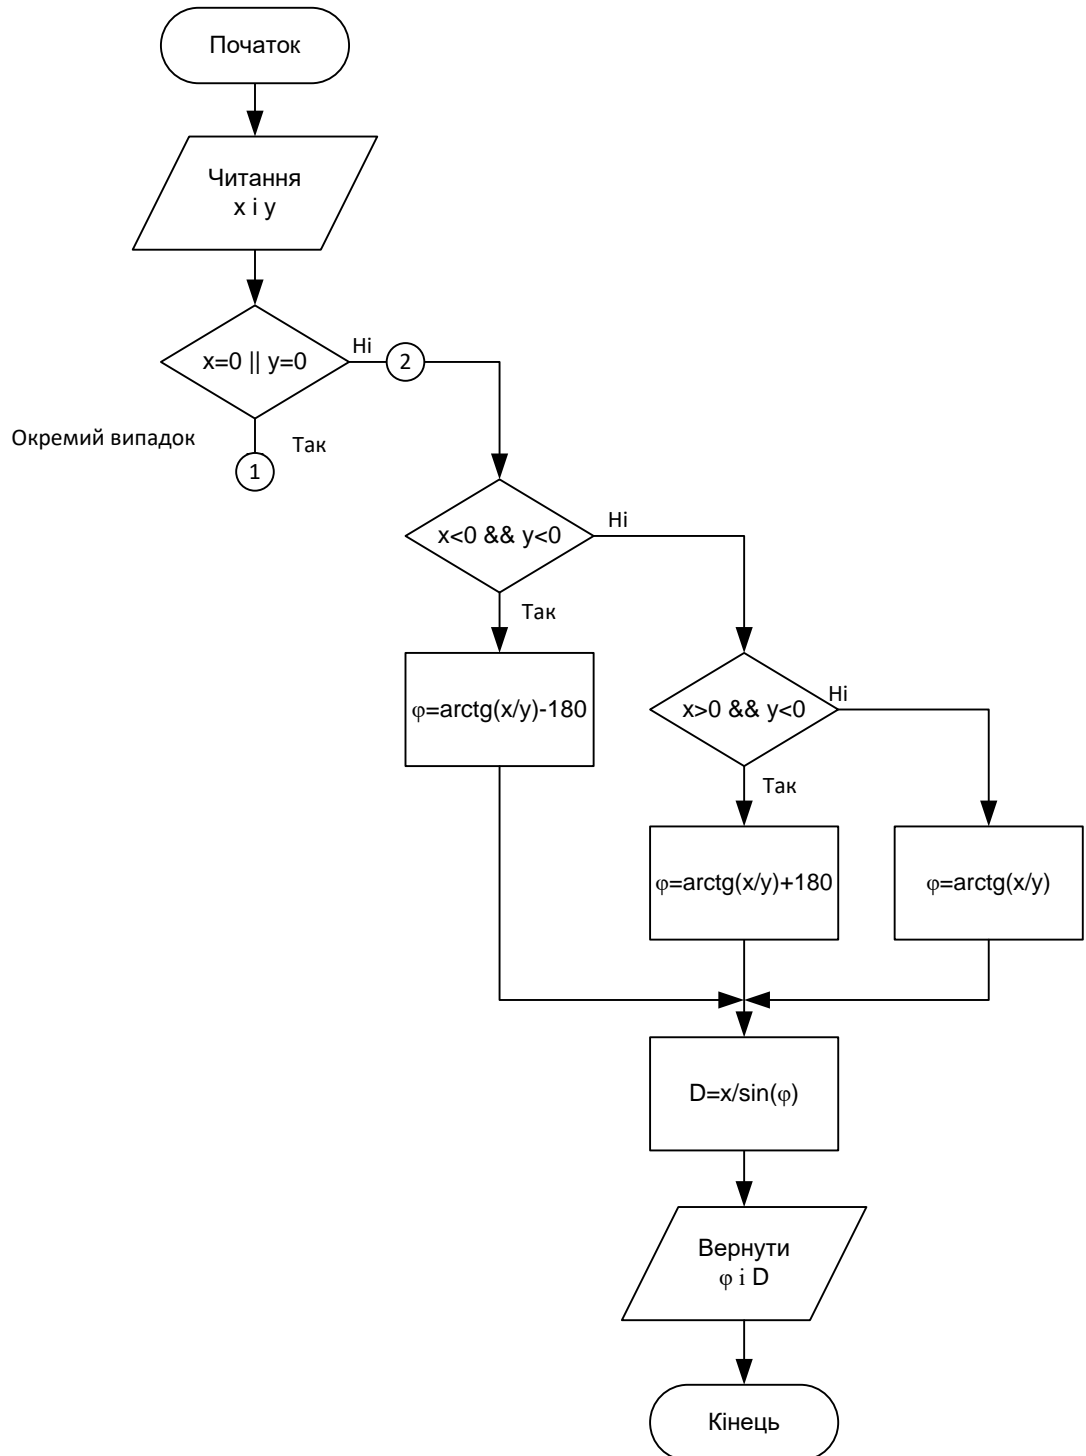 Початок
Читання
x і y
x=0 || y=0
Ні
2
Окремий випадок
Так
1
x<0 && y<0
Ні
Так
φ=arctg(x/y)-180
x>0 && y<0
Ні
Так
φ=arctg(x/y)+180
φ=arctg(x/y)
D=x/sin(φ)
Вернути
φ і D
Кінець